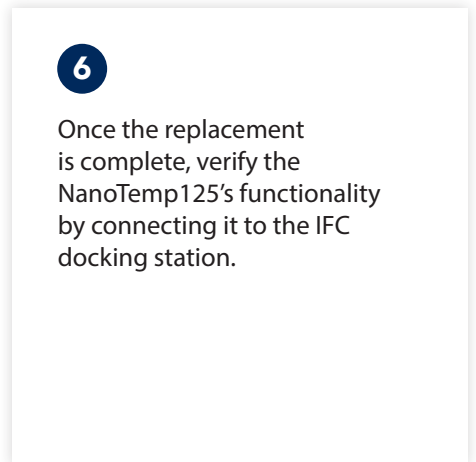 6
Once the replacement
is complete, verify the
NanoTemp125’s functionality
by connecting it to the IFC
docking station.